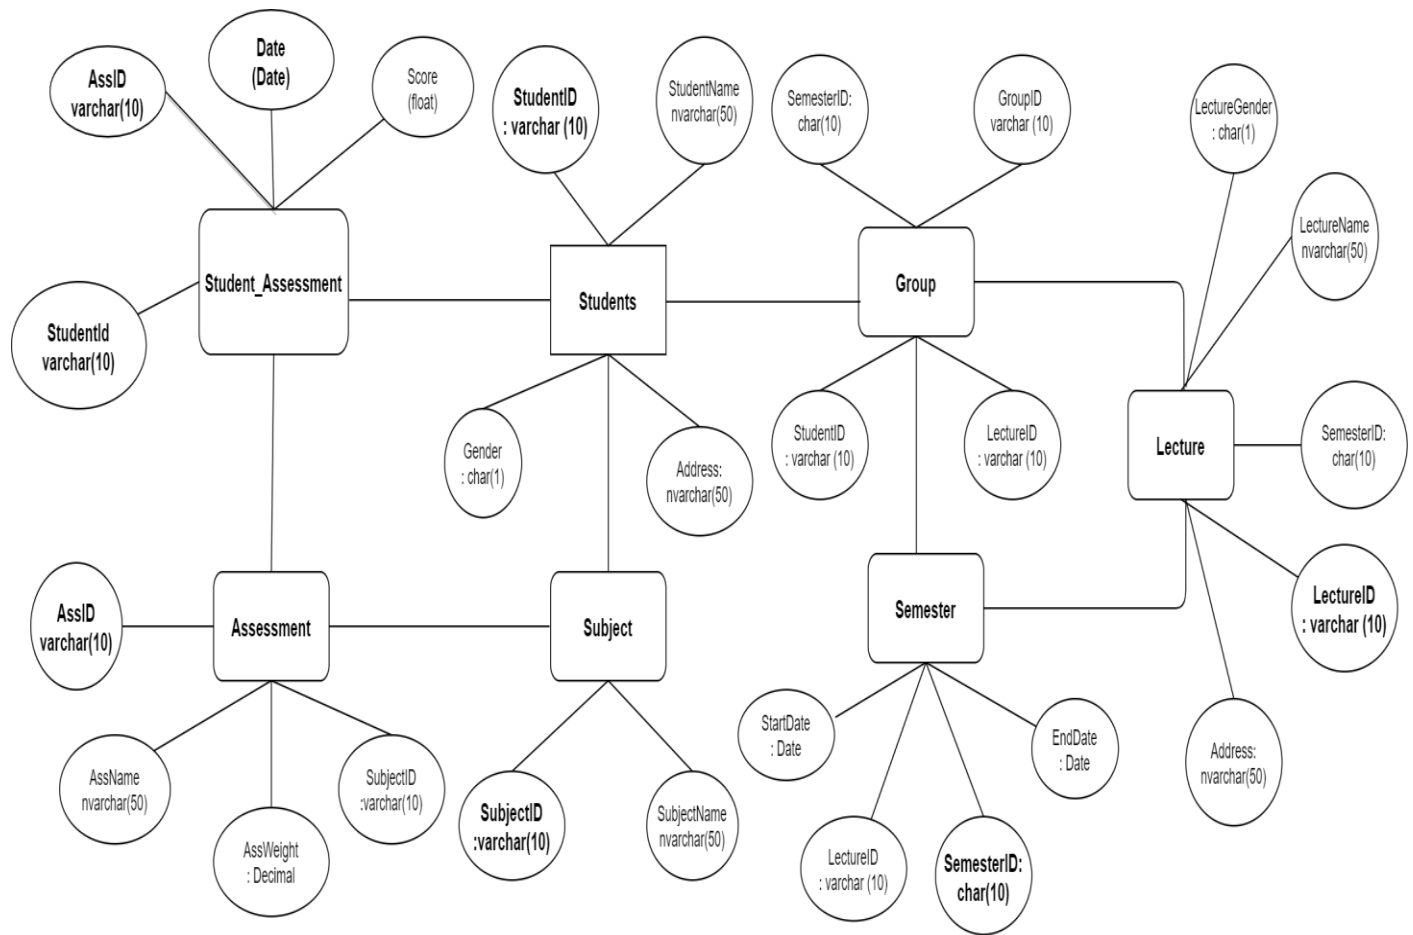 AssID
varchar(10)
Date
(Date)
Score
(float)
StudentID
: varchar (10)
StudentName
nvarchar(50)
SemesterID:
char(10)
GroupID
varchar (10)
LectureGender
: char(1)
LectureName
nvarchar(50)
Student_Assessment
Students
Group
StudentId
varchar(10)
Gender
: char(1)
Address:
nvarchar(50)
StudentID
: varchar (10)
LectureID
: varchar (10)
Lecture
SemesterID:
char(10)
AssID
varchar(10)
Assessment
Subject
Semester
LectureID
: varchar (10)
AssName
nvarchar(50)
AssWeight
: Decimal
SubjectID
:varchar(10)
SubjectID
:varchar(10)
SubjectName
nvarchar(50)
StartDate
: Date
LectureID
: varchar (10)
SemesterID:
char(10)
EndDate
: Date
Address:
nvarchar(50)